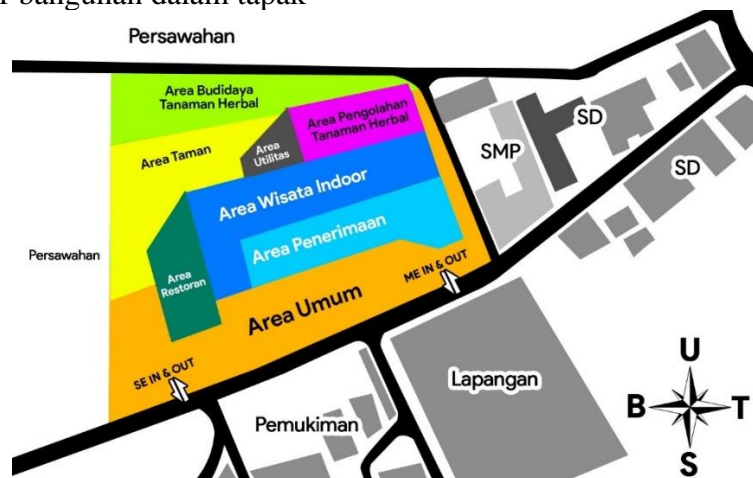 bangunan dalam tapak
Persawahan
Area Budidaya
Tanaman Herbal
Area Pengolahan
Tanaman Herbal
Area Taman
Area
Utilitas
SMP
SD
SD
Area Wisata Indoor
Area Penerimaan
Persawahan
Area
Restoran
Area Umum
ME IN & OUT
SE IN & OUT
Lapangan
Pemukiman
U
B
T
S